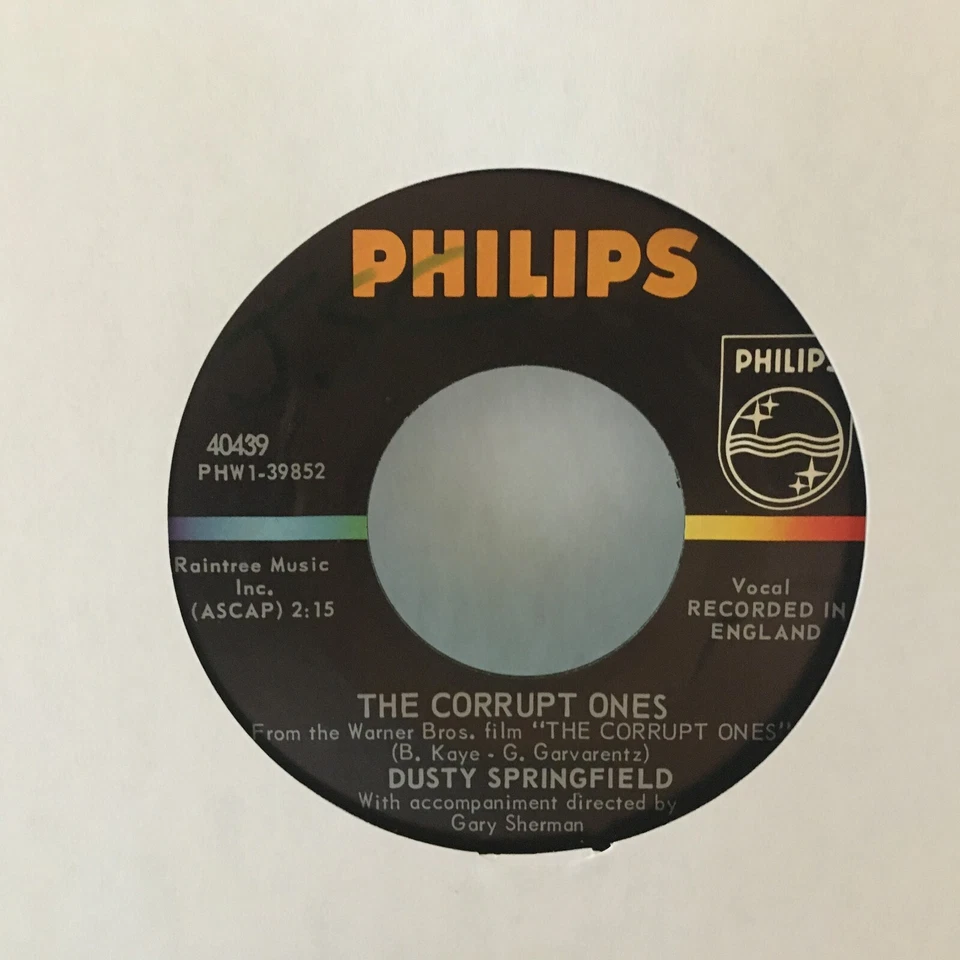 PHILIPS
PHILIPS
40439
PHW1-39852
Raintree Music
Inc.
(ASCAP) 2:15
Vocal
RECORDED IN
ENGLAND
THE CORRUPT ONES
From the Warner Bros. film "THE CORRUPT ONES"
(B. Kaye - G. Garvarentz)
DUSTY SPRINGFIELD
With accompaniment directed by
Gary Sherman